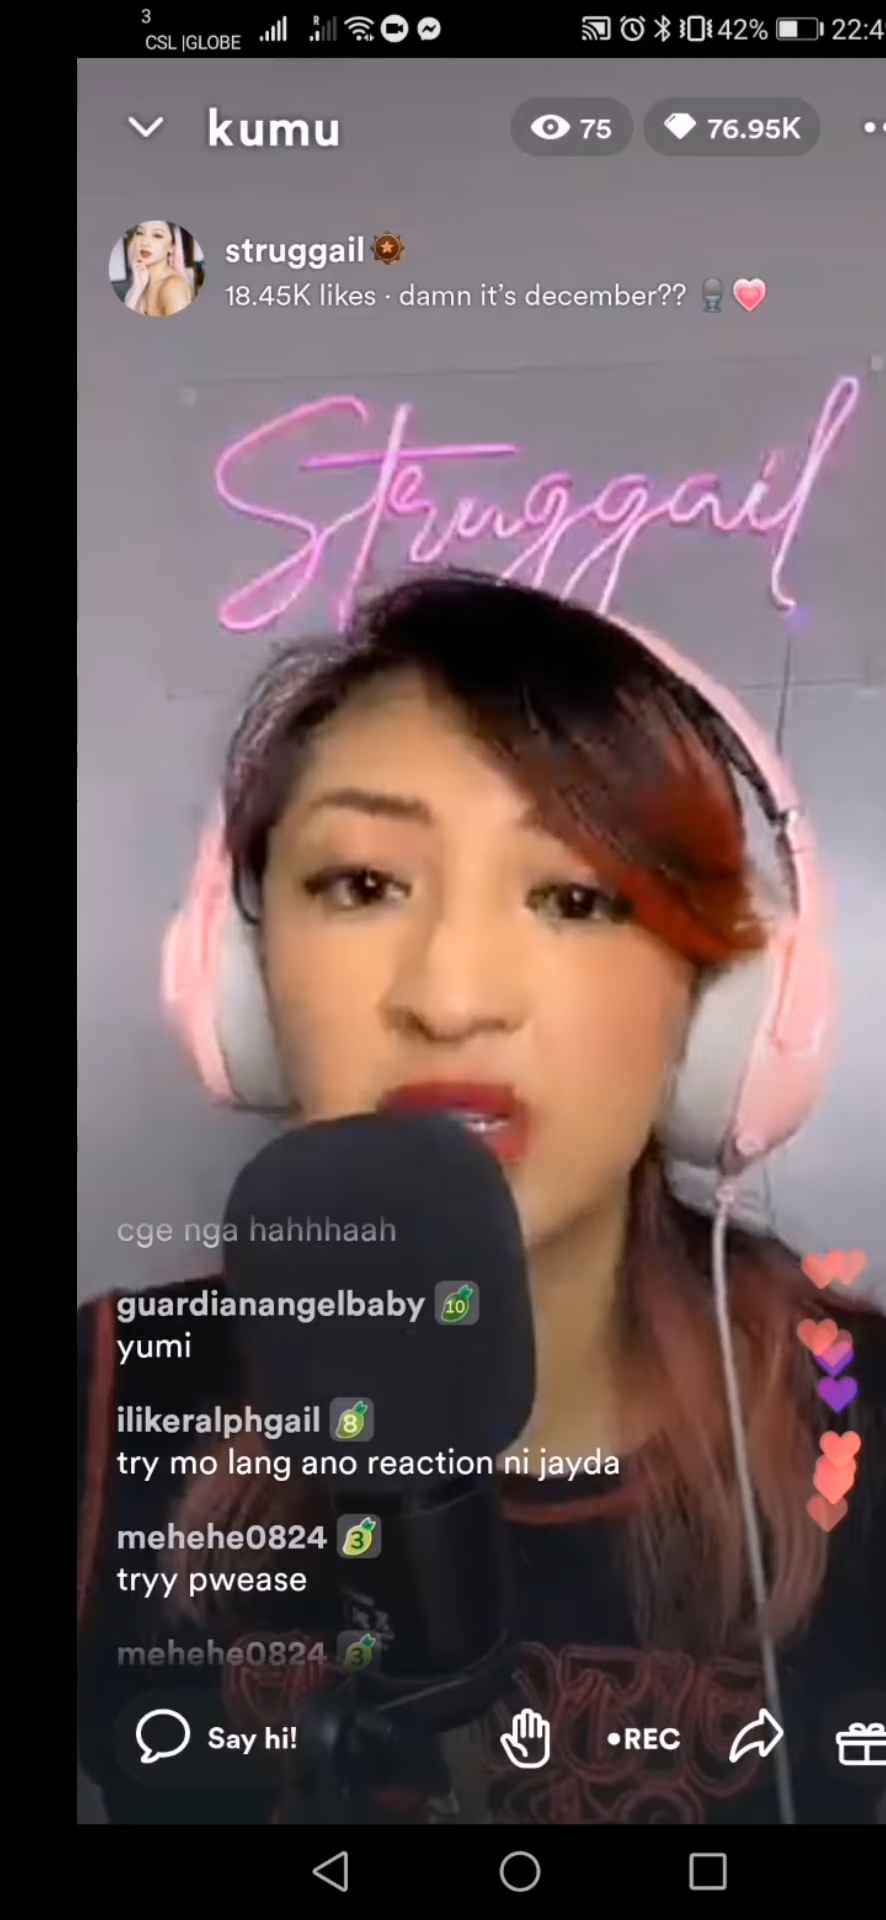 3
CSL |GLOBE
R
42%
22:4
kumu
75
76.95K
struggail
18.45K likes · damn it's december??
Struggail
cge nga hahhhaah
guardianangelbaby 10
yumi
ilikeralphgail 8
try mo lang ano reaction ni jayda
mehehe0824 3
tryy pwease
mehehe0824 3
Say hi!
•REC